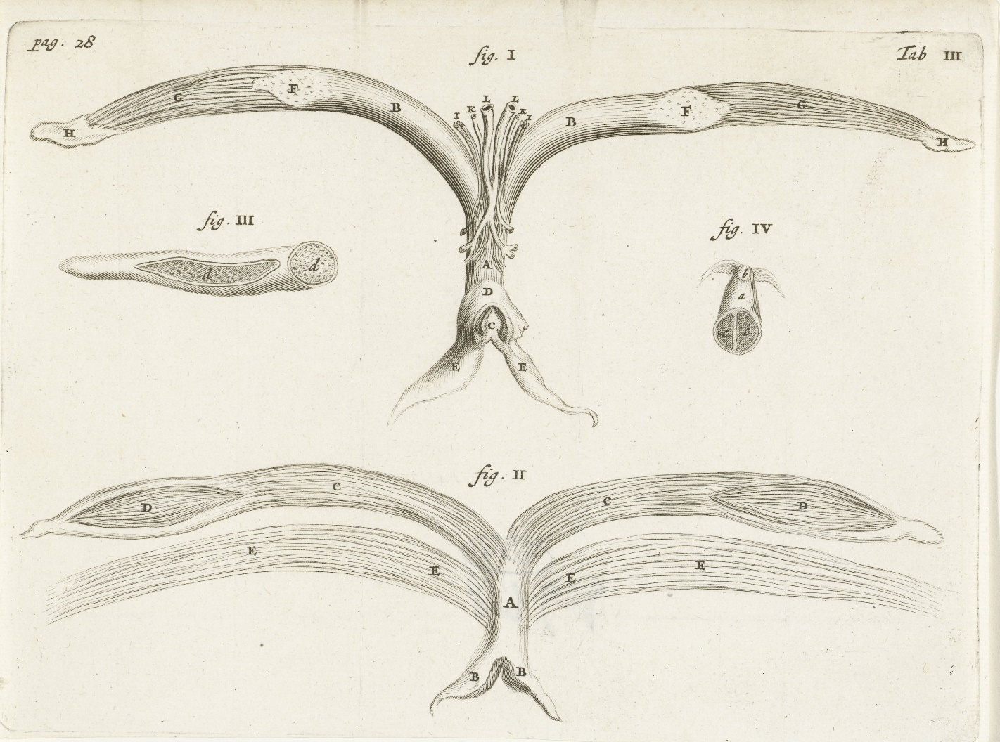 pag. 28
fig. I
Tab III
L L
I K K I
G F B B F G
H H
A
D
C
E E
fig. III
d d
fig. IV
b
a
c c
fig. II
D C C D
E E E E
A
B B